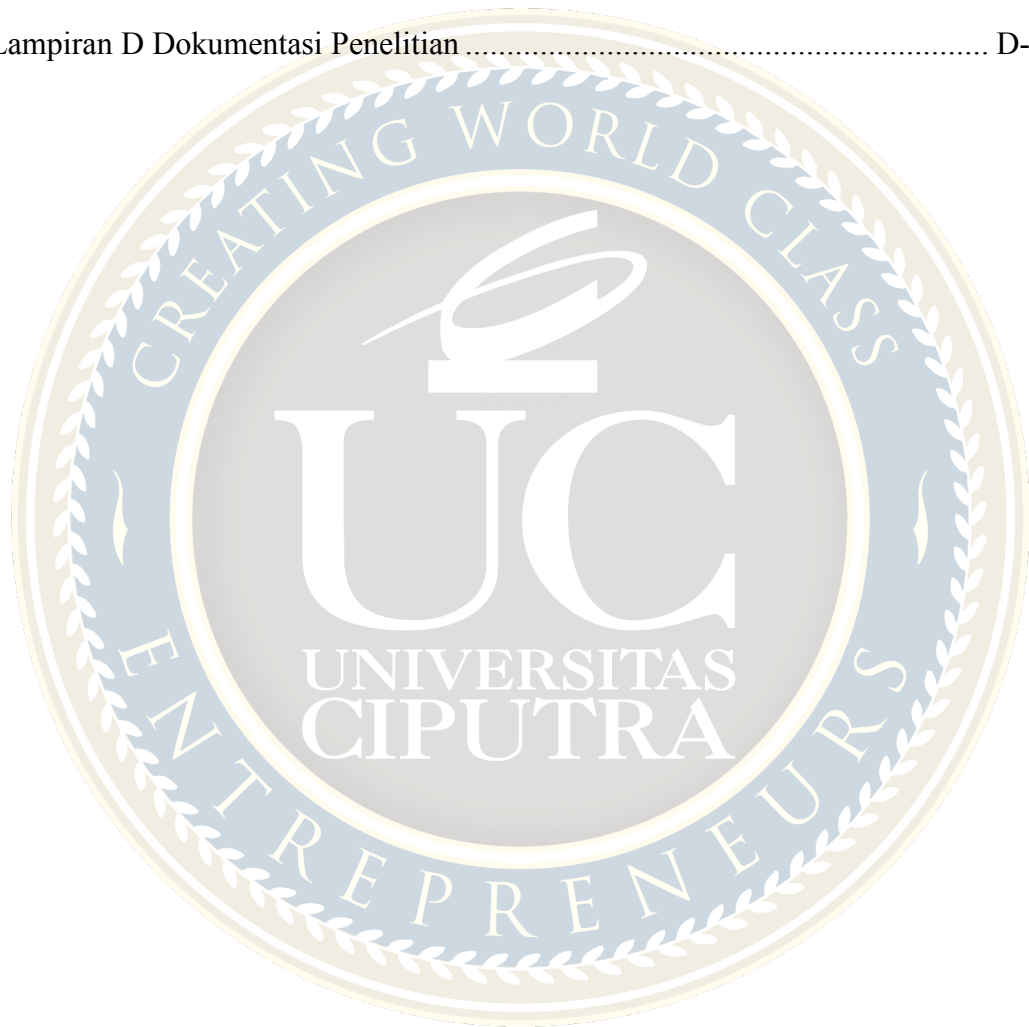 Lampiran D Dokumentasi Penelitian ........................................................................ D-
CREATING WORLD CLASS
UC
UNIVERSITAS
CIPUTRA
ENTREPRENEURS